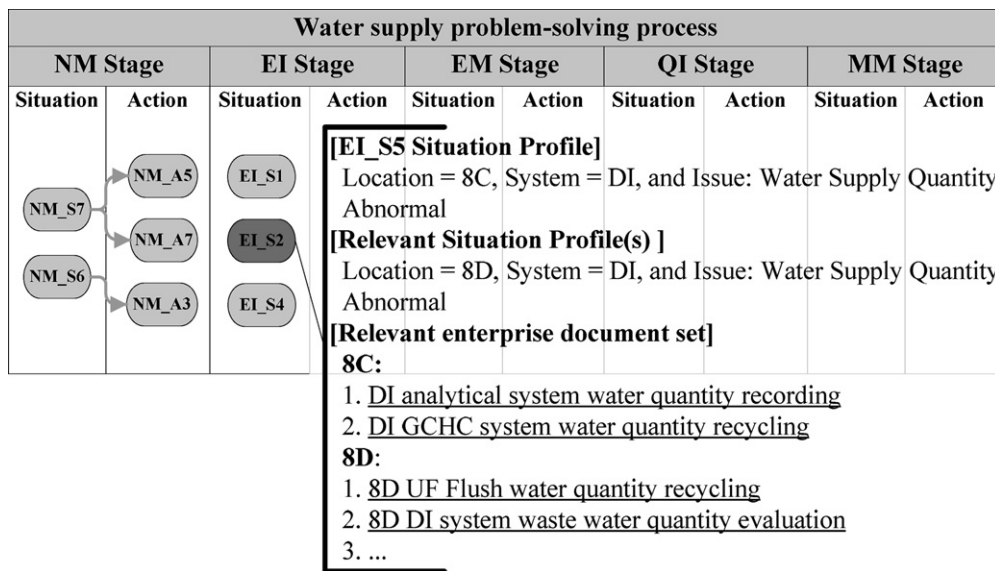 Water supply problem-solving process
NM Stage EI Stage EM Stage QI Stage MM Stage
Situation Action Situation Action Situation Action Situation Action Situation Action
NM_S7
NM_S6
NM_A5
NM_A7
NM_A3
EI_S1
EI_S2
EI_S4
[EI_S5 Situation Profile]
Location = 8C, System = DI, and Issue: Water Supply Quantity
Abnormal
[Relevant Situation Profile(s) ]
Location = 8D, System = DI, and Issue: Water Supply Quantity
Abnormal
[Relevant enterprise document set]
8C:
1. DI analytical system water quantity recording
2. DI GCHC system water quantity recycling
8D:
1. 8D UF Flush water quantity recycling
2. 8D DI system waste water quantity evaluation
3. ...